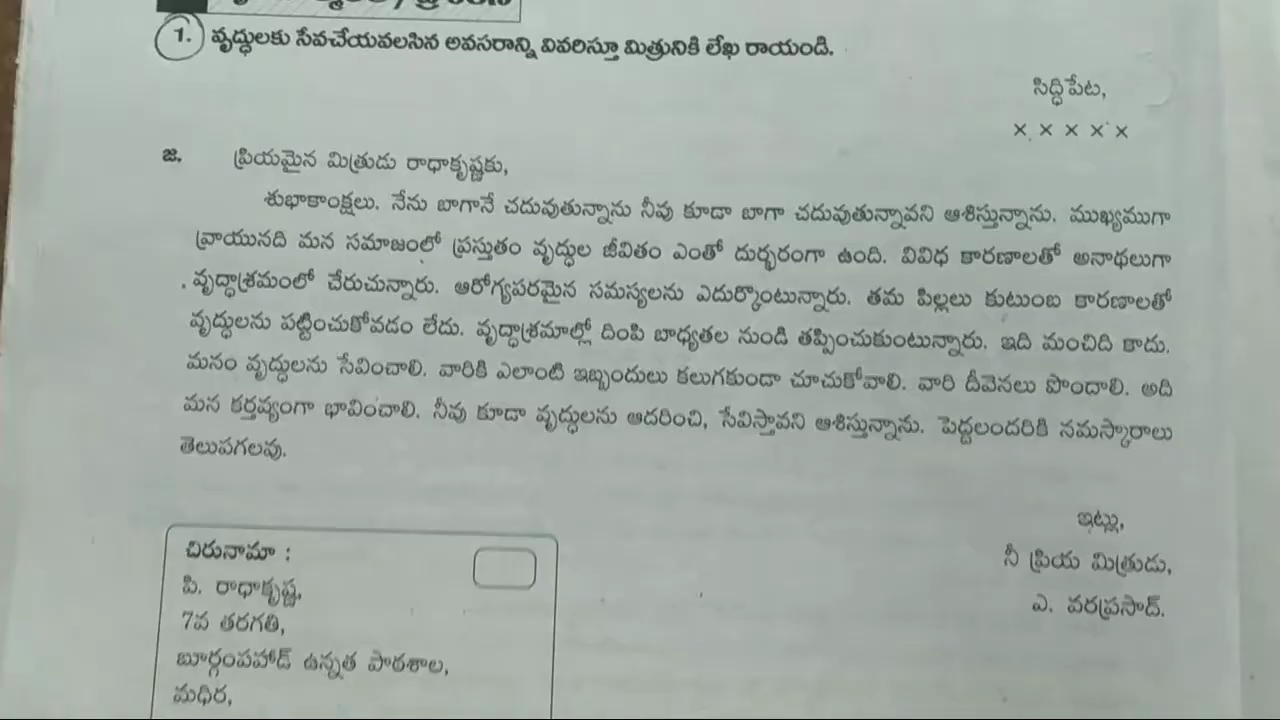 1. వృద్ధులకు సేవచేయవలసిన అవసరాన్ని వివరిస్తూ మిత్రునికి లేఖ రాయండి.
సిద్ధిపేట,
× × × × ×
జ. ప్రియమైన మిత్రుడు రాధాకృష్ణకు,
శుభాకాంక్షలు. నేను బాగానే చదువుతున్నాను నీవు కూడా బాగా చదువుతున్నావని ఆశిస్తున్నాను. ముఖ్యముగా
వ్రాయునది మన సమాజంలో ప్రస్తుతం వృద్ధుల జీవితం ఎంతో దుర్భరంగా ఉంది. వివిధ కారణాలతో అనాథలుగా
వృద్ధాశ్రమంలో చేరుచున్నారు. ఆరోగ్యపరమైన సమస్యలను ఎదుర్కొంటున్నారు. తమ పిల్లలు కుటుంబ కారణాలతో
వృద్ధులను పట్టించుకోవడం లేదు. వృద్ధాశ్రమాల్లో దింపి బాధ్యతల నుండి తప్పించుకుంటున్నారు. ఇది మంచిది కాదు.
మనం వృద్ధులను సేవించాలి. వారికి ఎలాంటి ఇబ్బందులు కలుగకుండా చూచుకోవాలి. వారి దీవెనలు పొందాలి. అది
మన కర్తవ్యంగా భావించాలి. నీవు కూడా వృద్ధులను ఆదరించి, సేవిస్తావని ఆశిస్తున్నాను. పెద్దలందరికి నమస్కారాలు
తెలుపగలవు.
ఇట్లు,
నీ ప్రియ మిత్రుడు,
ఎ. వరప్రసాద్.
చిరునామా :
పి. రాధాకృష్ణ,
7వ తరగతి,
బూర్గంపహాడ్ ఉన్నత పాఠశాల,
మధిర,